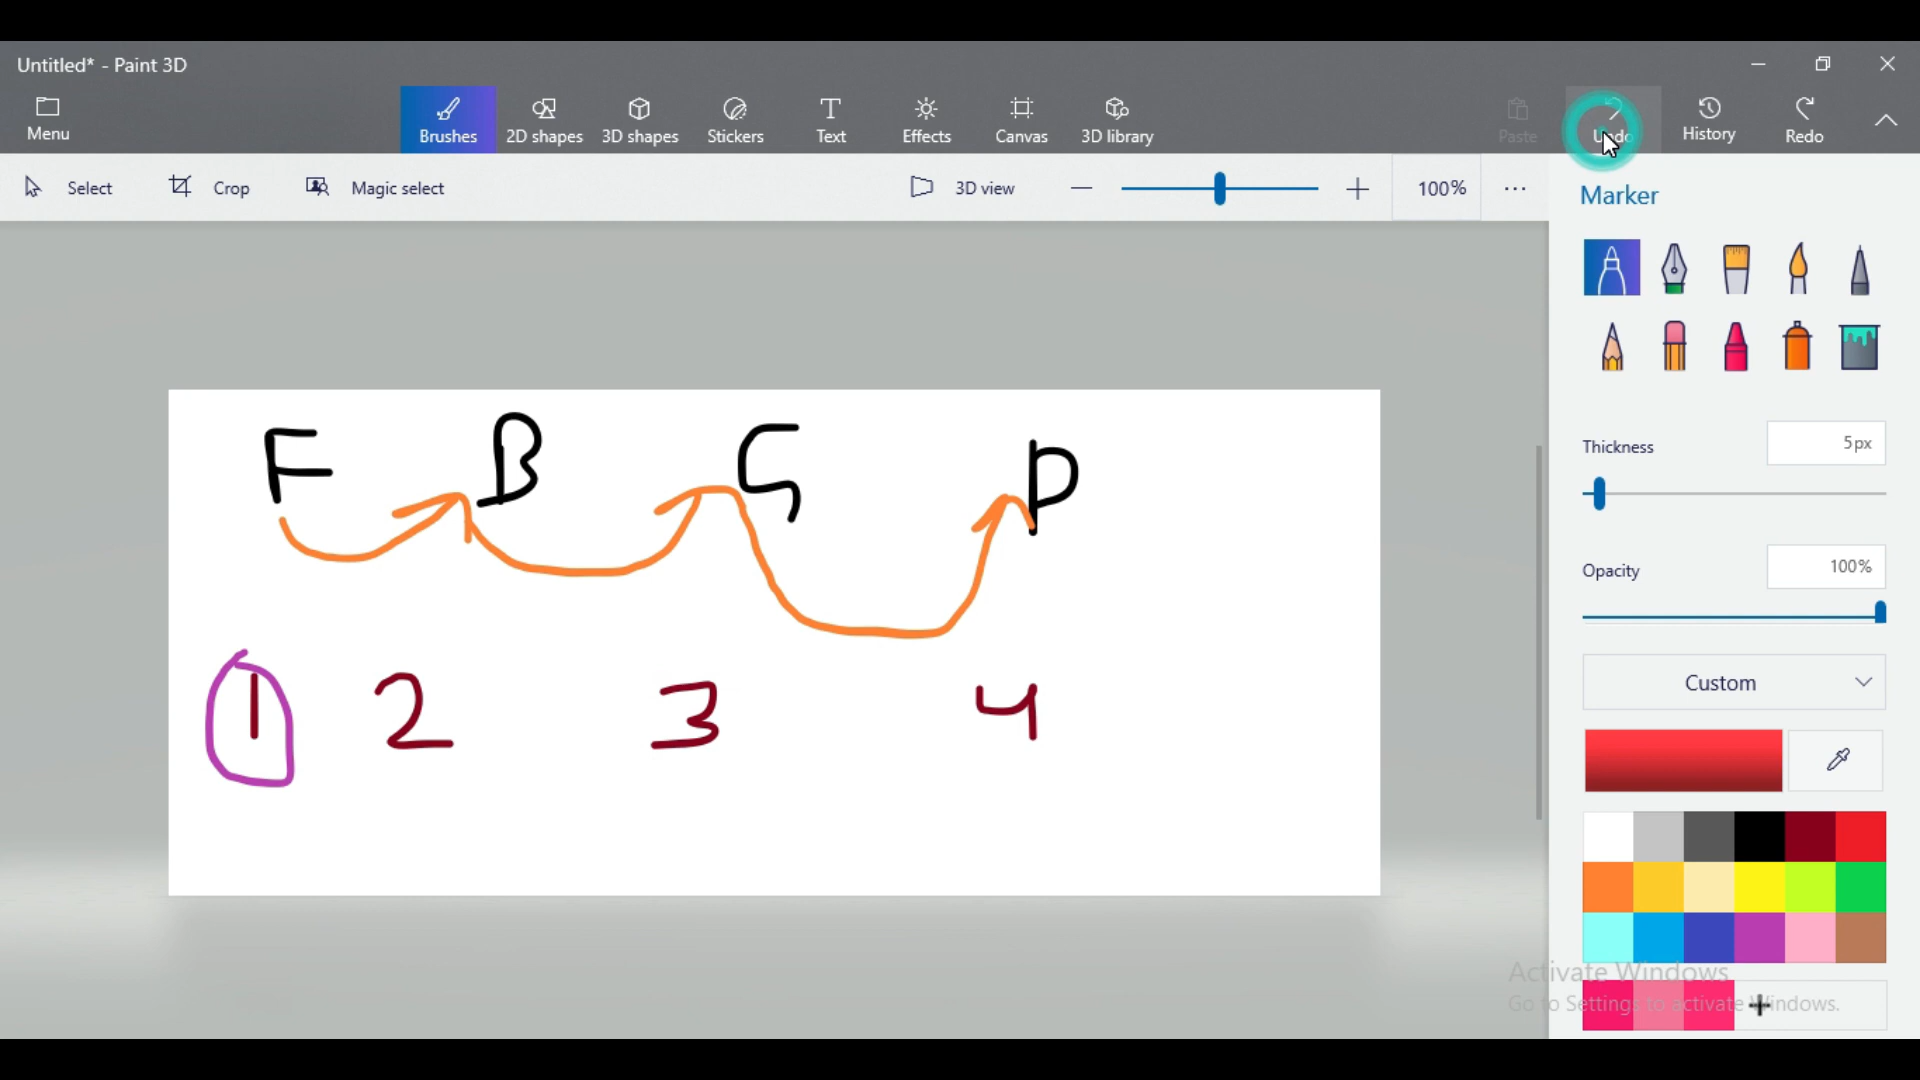 Untitled* - Paint 3D
Menu Brushes 2D shapes 3D shapes Stickers Text Effects Canvas 3D library Paste Undo History Redo
Select Crop Magic select 3D view 100%
Marker
Thickness 5px
Opacity 100%
Custom
F B G D
1 2 3 4
Activate Windows
Go to Settings to activate Windows.